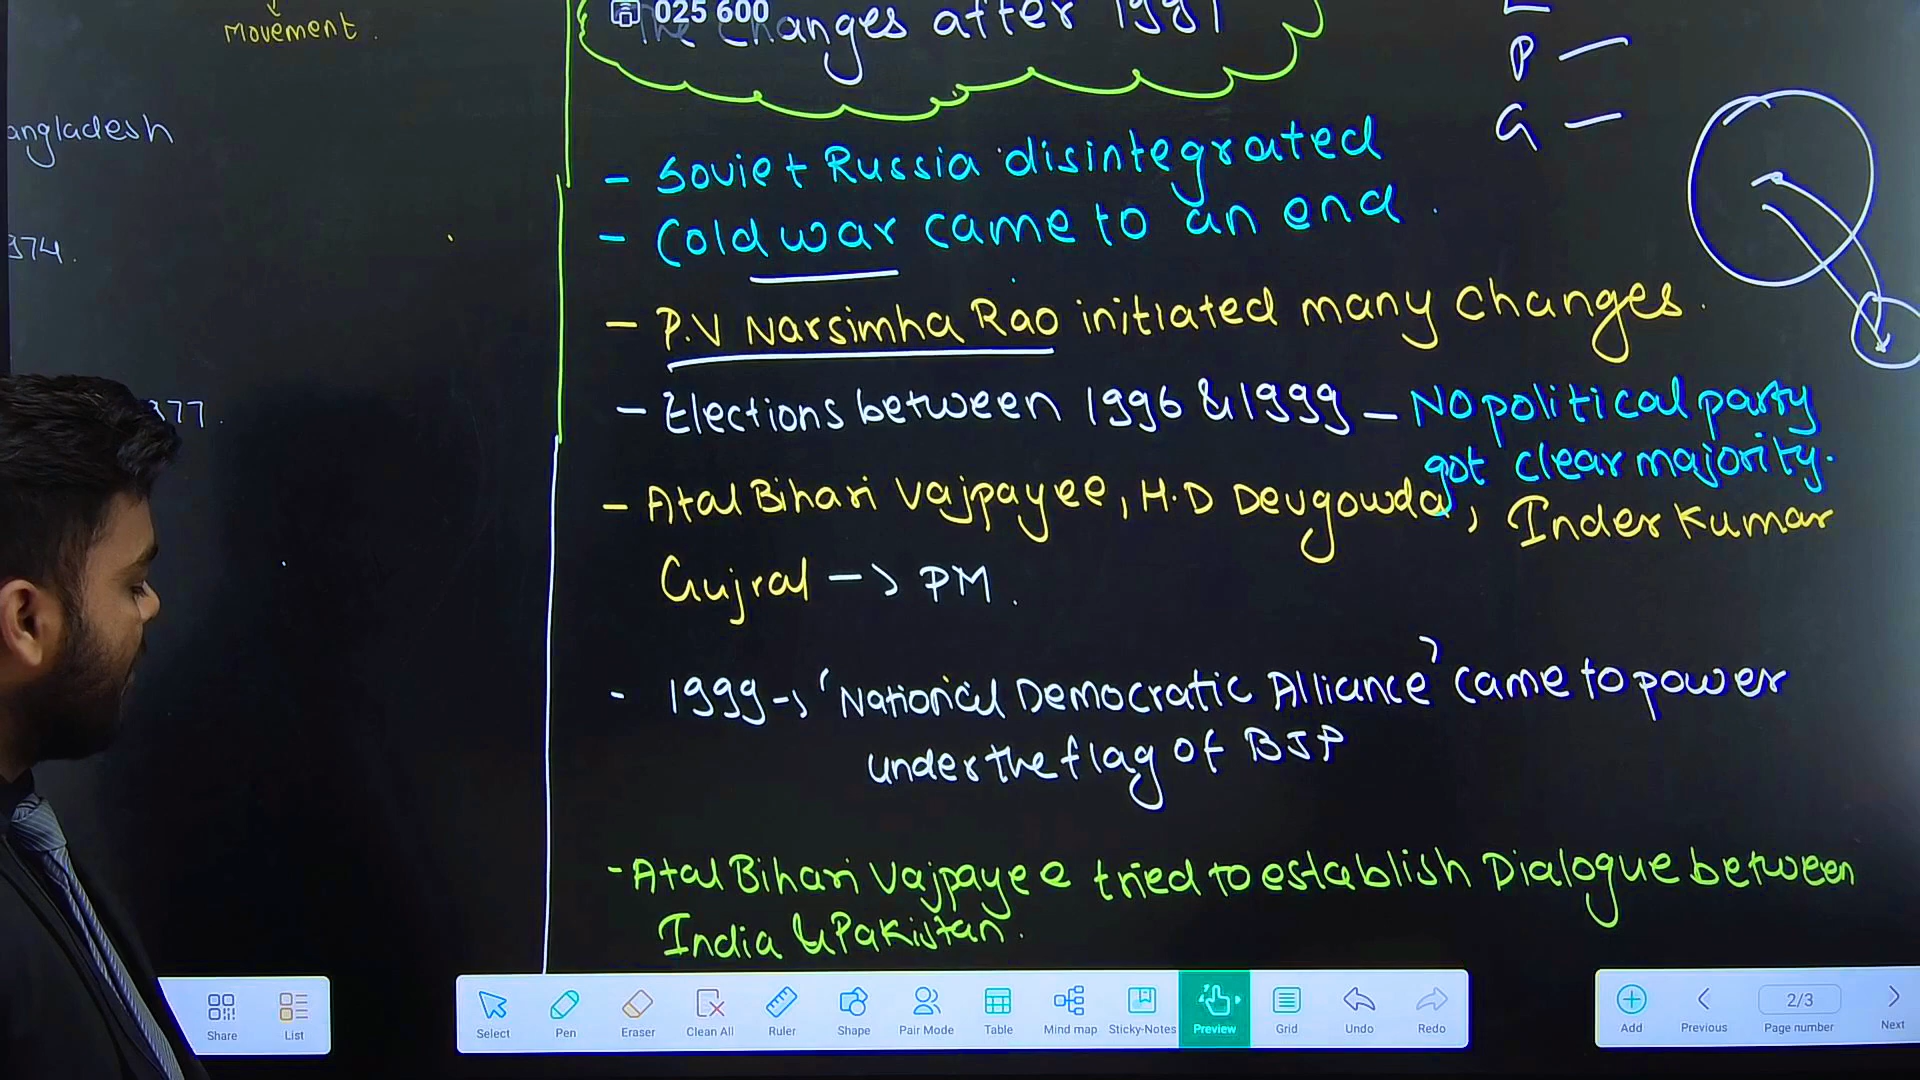 Movement.
angladesh
974.
977.
025 600
The Changes after 1991
P —
G —
- Soviet Russia disintegrated
- Cold war came to an end.
- P.V Narsimha Rao initiated many changes.
- Elections between 1996 & 1999 - No political party
got clear majority.
- Atal Bihari Vajpayee, H.D Devgowda, Inder Kumar
Gujral -> PM.
- 1999 -> 'National Democratic Alliance' came to power
under the flag of BJP
- Atal Bihari Vajpayee tried to establish Dialogue between
India & Pakistan.
Share List Select Pen Eraser Clean All Ruler Shape Pair Mode Table Mind map Sticky-Notes Preview Grid Undo Redo Add Previous 2/3 Page number Next